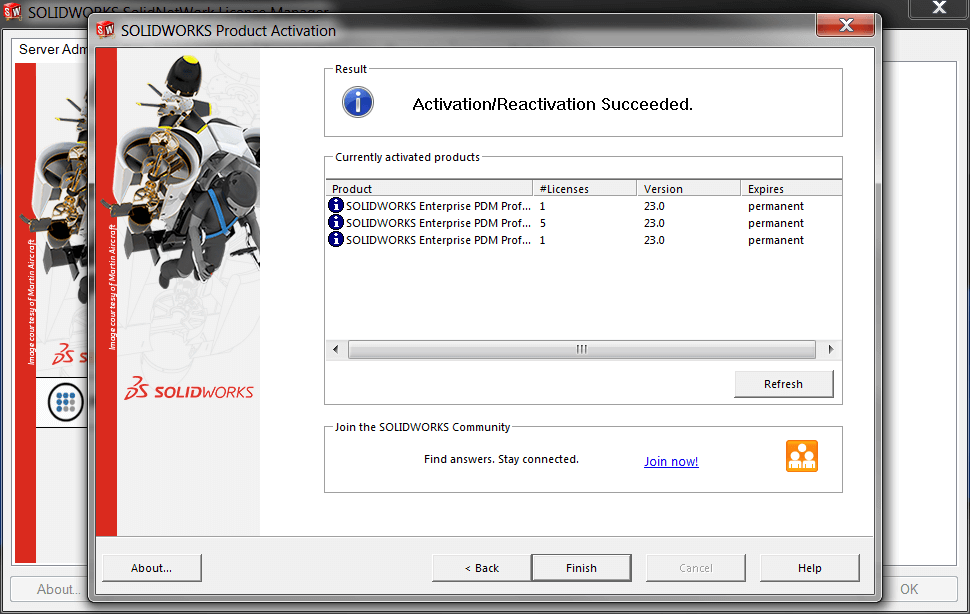 SOLIDWORKS SolidNetWork License Manager
SOLIDWORKS Product Activation
Server Adm
Result
Activation/Reactivation Succeeded.
Currently activated products
Product #Licenses Version Expires
SOLIDWORKS Enterprise PDM Prof... 1 23.0 permanent
SOLIDWORKS Enterprise PDM Prof... 5 23.0 permanent
SOLIDWORKS Enterprise PDM Prof... 1 23.0 permanent
Image courtesy of Martin Aircraft
Image courtesy of Martin Aircraft
SOLIDWORKS
Refresh
Join the SOLIDWORKS Community
Find answers. Stay connected. Join now!
About... < Back Finish Cancel Help
About... OK